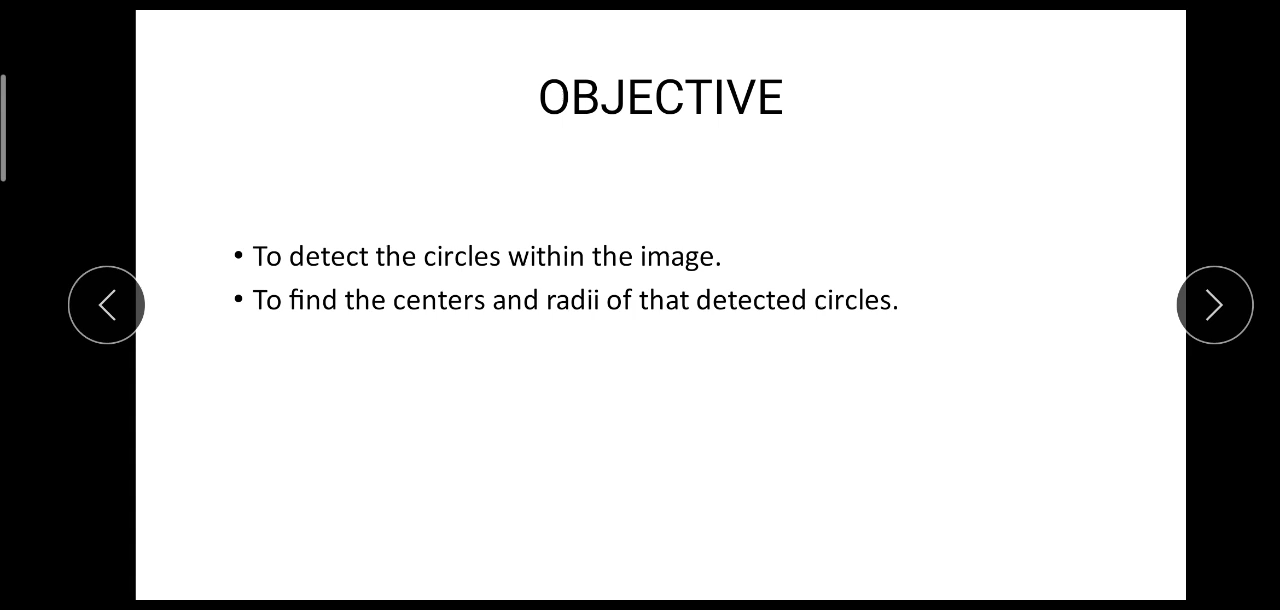 OBJECTIVE
• To detect the circles within the image.
• To find the centers and radii of that detected circles.